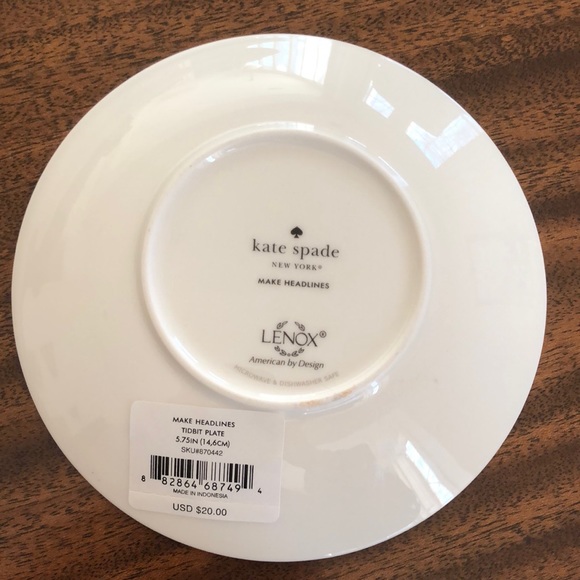 kate spade
NEW YORK®
MAKE HEADLINES
LENOX®
American by Design
MICROWAVE & DISHWASHER SAFE
MAKE HEADLINES
TIDBIT PLATE
5.75IN (14,6CM)
SKU#870442
8 82864 68749 4
MADE IN INDONESIA
USD $20.00